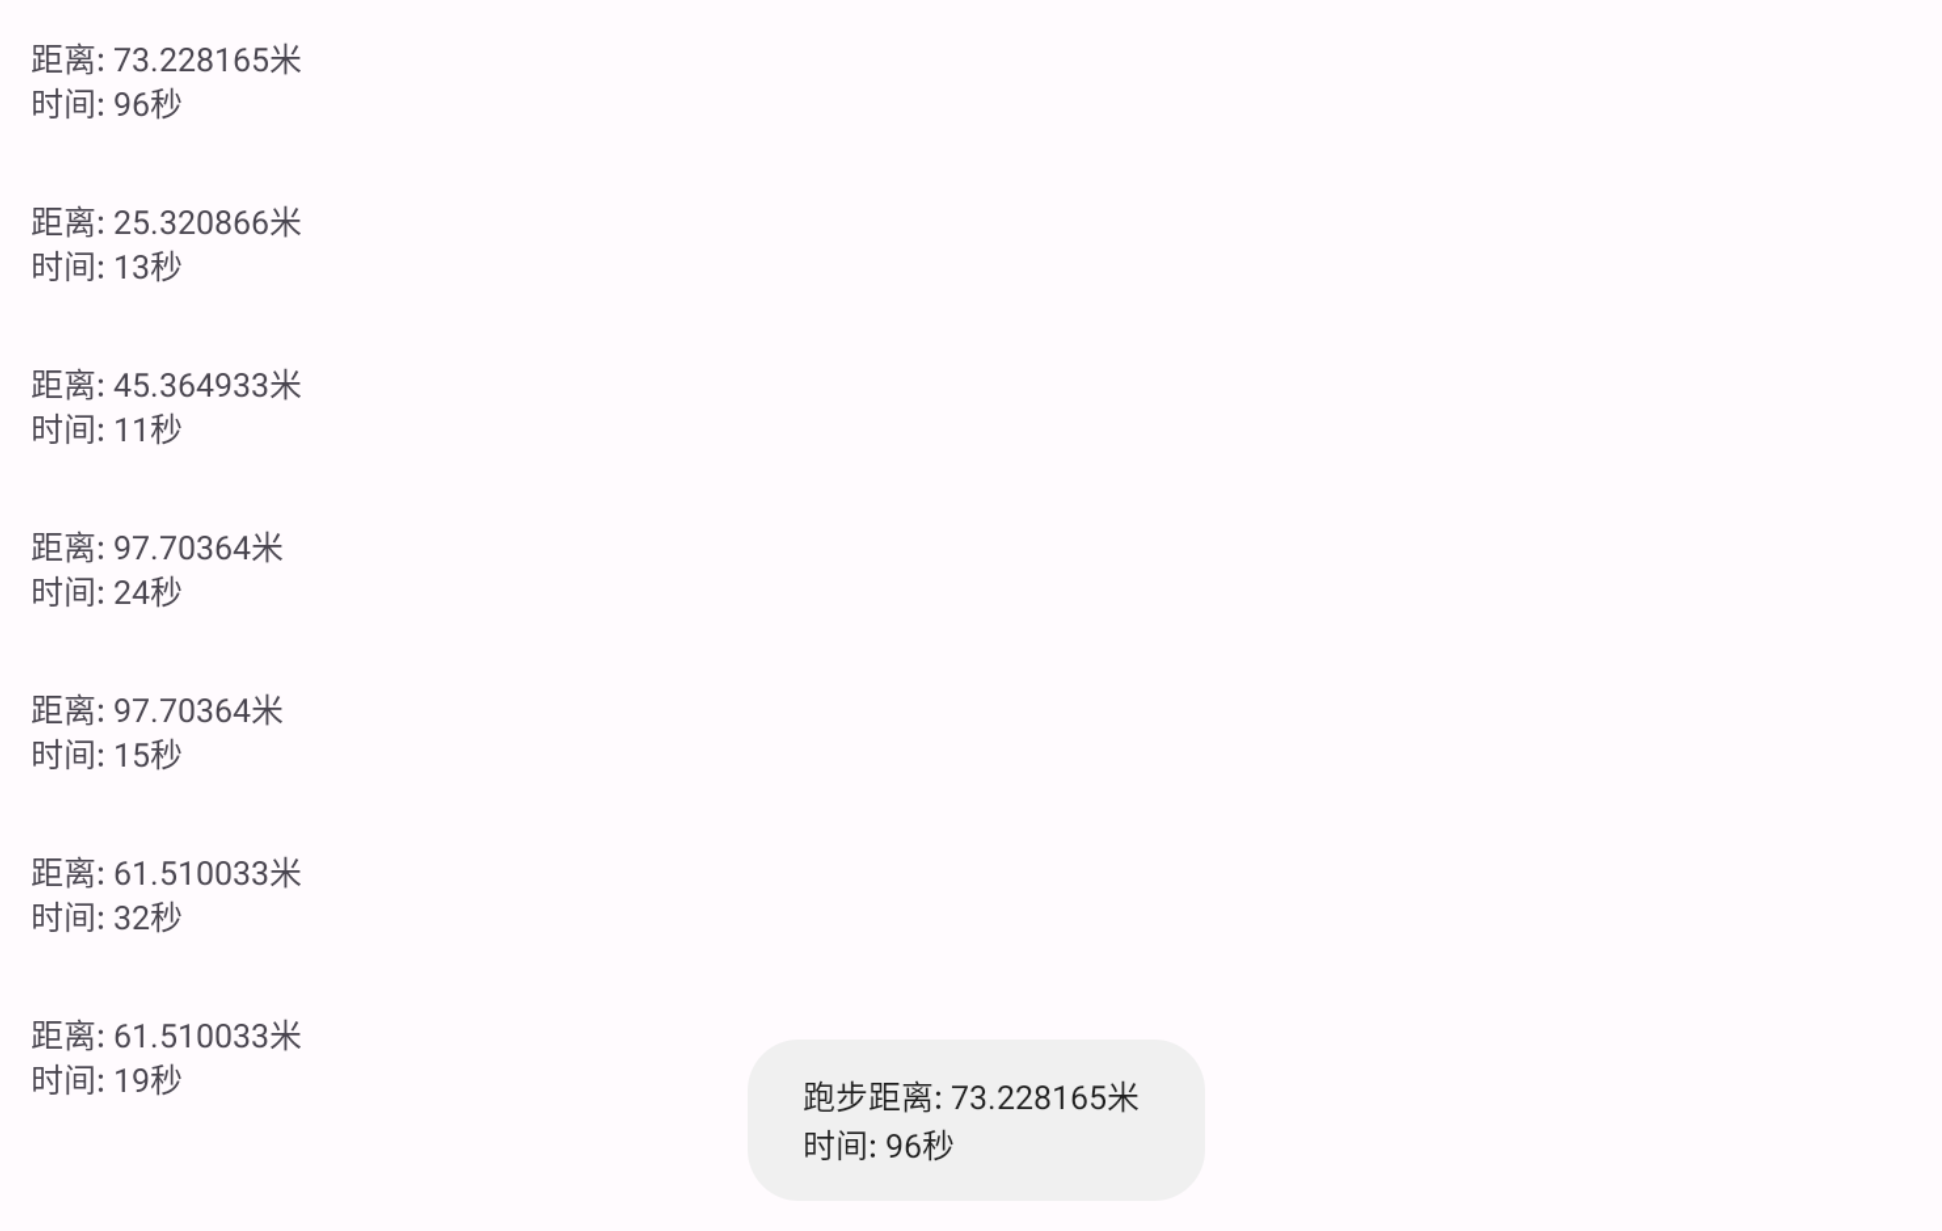 距离: 73.228165米
时间: 96秒
距离: 25.320866米
时间: 13秒
距离: 45.364933米
时间: 11秒
距离: 97.70364米
时间: 24秒
距离: 97.70364米
时间: 15秒
距离: 61.510033米
时间: 32秒
距离: 61.510033米
时间: 19秒
跑步距离: 73.228165米
时间: 96秒